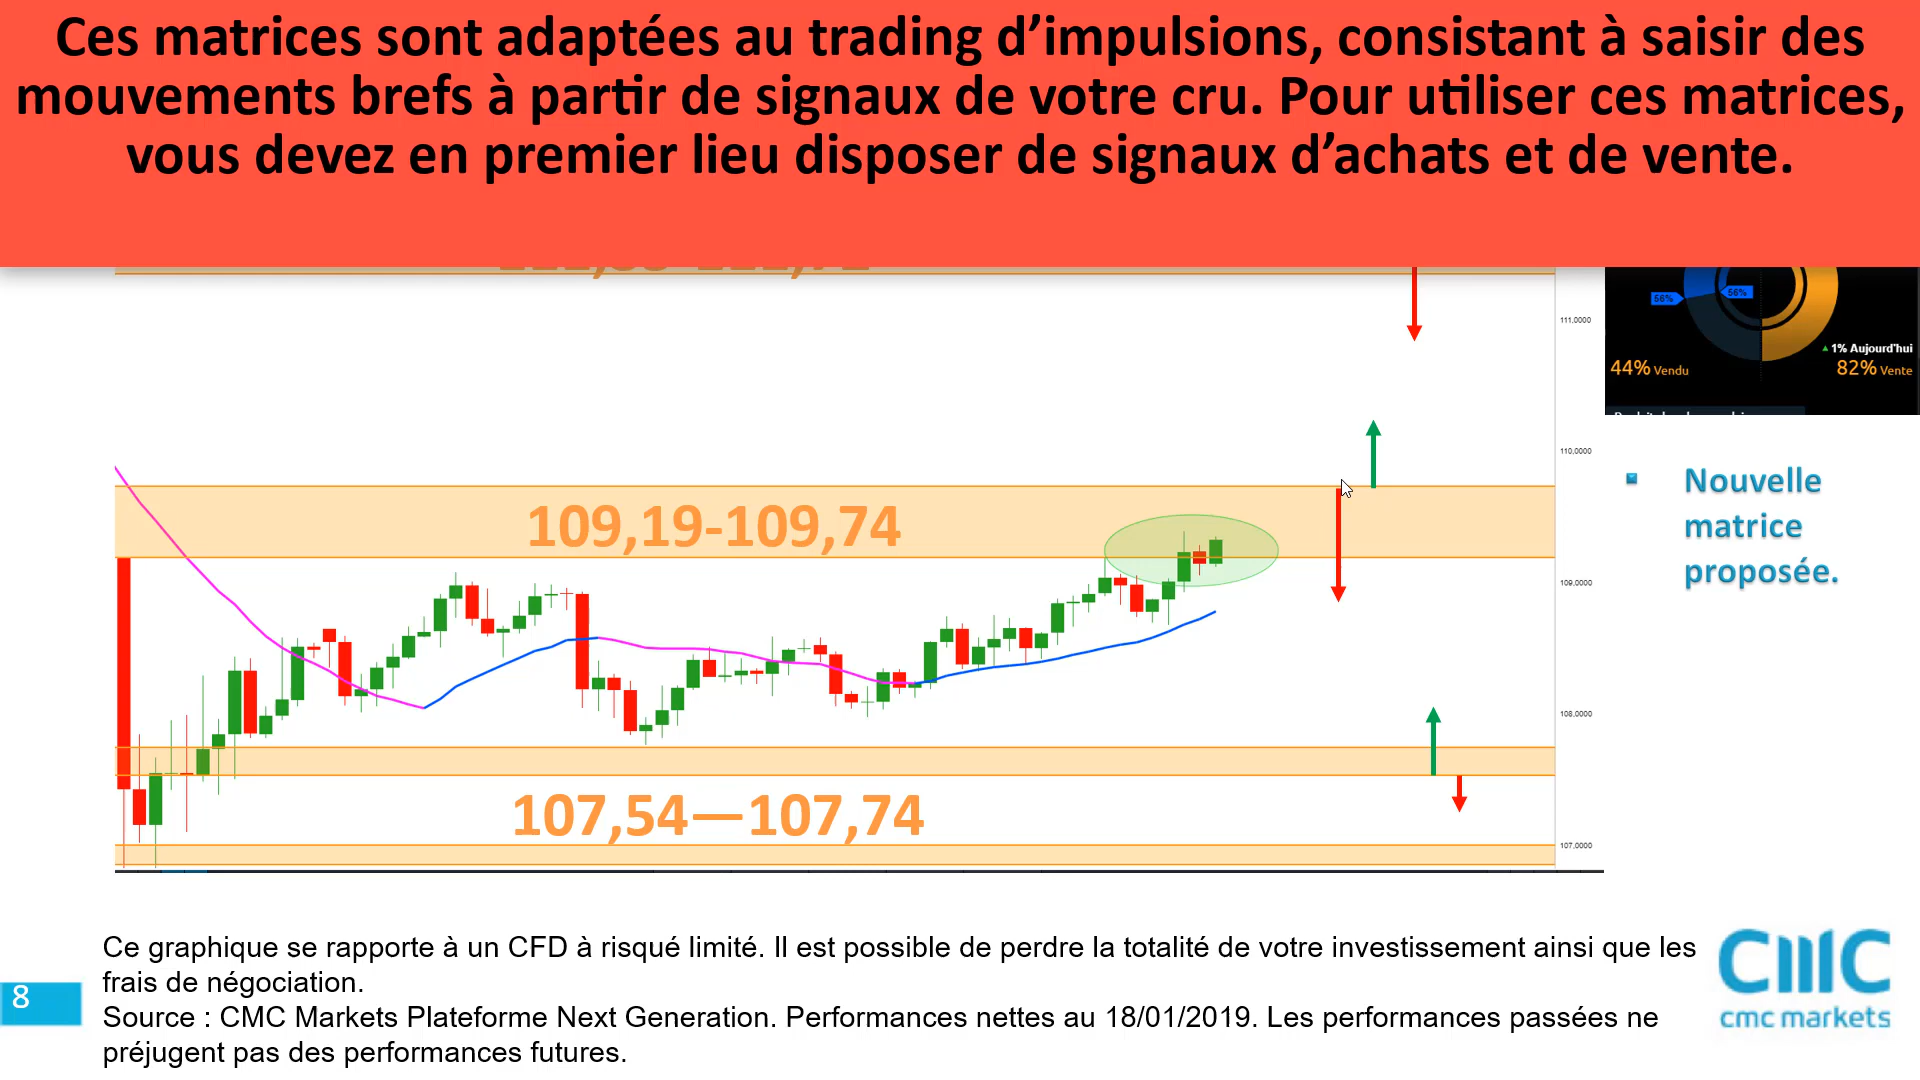 Ces matrices sont adaptées au trading d’impulsions, consistant à saisir des
mouvements brefs à partir de signaux de votre cru. Pour utiliser ces matrices,
vous devez en premier lieu disposer de signaux d’achats et de vente.
111,0000
56%
56%
1% Aujourd'hui
44% Vendu
82% Vente
110,0000
Nouvelle
matrice
proposée.
109,19-109,74
109,0000
108,0000
107,54—107,74
107,0000
Ce graphique se rapporte à un CFD à risqué limité. Il est possible de perdre la totalité de votre investissement ainsi que les
frais de négociation.
Source : CMC Markets Plateforme Next Generation. Performances nettes au 18/01/2019. Les performances passées ne
préjugent pas des performances futures.
8
cmc
cmc markets